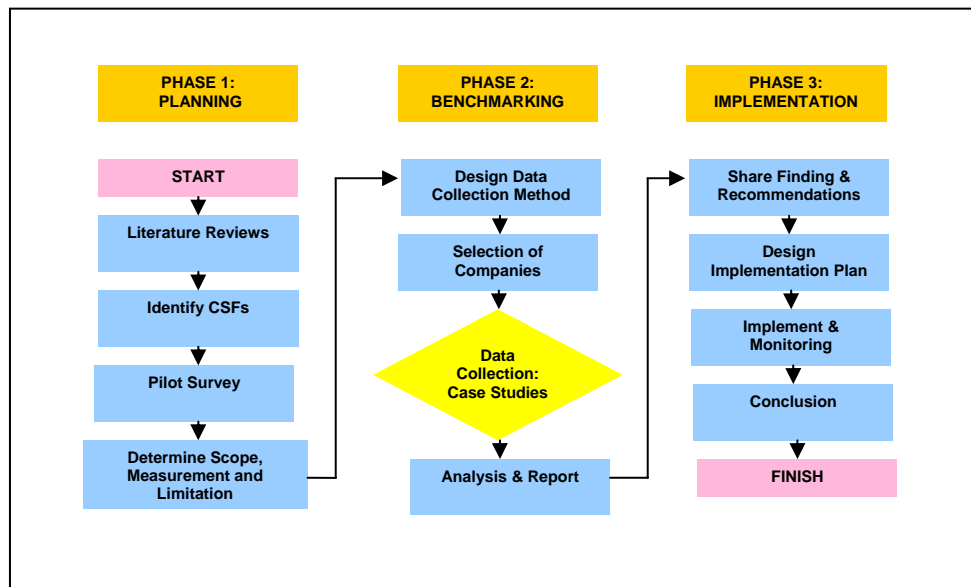 PHASE 1:
PLANNING
START
Literature Reviews
Identify CSFs
Pilot Survey
Determine Scope,
Measurement and
Limitation
PHASE 2:
BENCHMARKING
Design Data
Collection Method
Selection of
Companies
Data
Collection:
Case Studies
Analysis & Report
PHASE 3:
IMPLEMENTATION
Share Finding &
Recommendations
Design
Implementation Plan
Implement &
Monitoring
Conclusion
FINISH